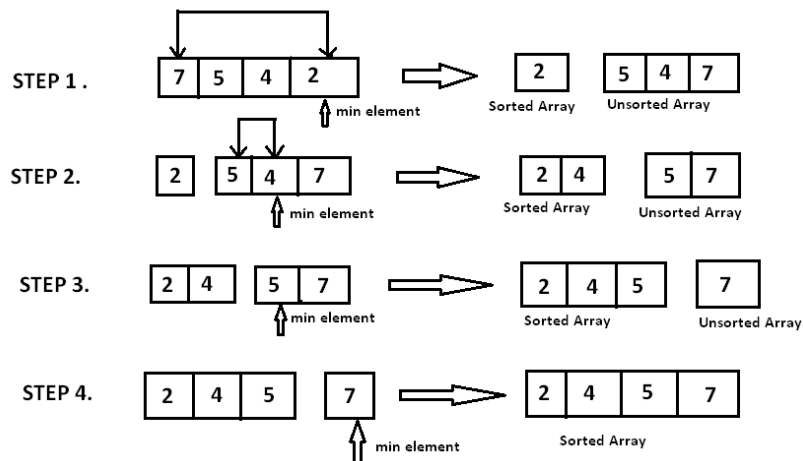 STEP 1 .
7 5 4 2
2
5 4 7
min element
Sorted Array
Unsorted Array
STEP 2.
2
5 4 7
2 4
5 7
min element
Sorted Array
Unsorted Array
STEP 3.
2 4
5 7
2 4 5
7
min element
Sorted Array
Unsorted Array
STEP 4.
2 4 5
7
2 4 5 7
min element
Sorted Array